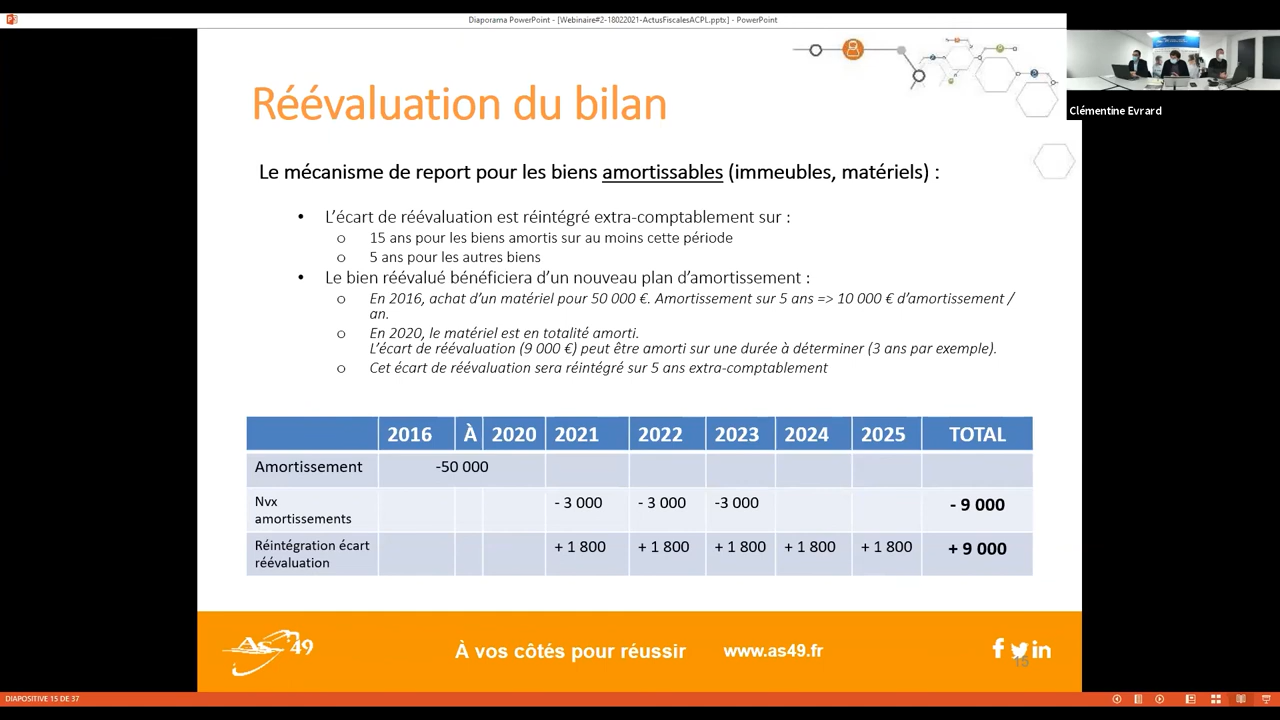 Diaporama PowerPoint - [Webinaire#2-18022021-ActusFiscalesACPL.pptx] - PowerPoint
Clémentine Evrard
Réévaluation du bilan
Le mécanisme de report pour les biens amortissables (immeubles, matériels) :
• L'écart de réévaluation est réintégré extra-comptablement sur :
o 15 ans pour les biens amortis sur au moins cette période
o 5 ans pour les autres biens
• Le bien réévalué bénéficiera d'un nouveau plan d'amortissement :
o En 2016, achat d'un matériel pour 50 000 €. Amortissement sur 5 ans => 10 000 € d'amortissement /
an.
o En 2020, le matériel est en totalité amorti.
L'écart de réévaluation (9 000 €) peut être amorti sur une durée à déterminer (3 ans par exemple).
o Cet écart de réévaluation sera réintégré sur 5 ans extra-comptablement
2016 À 2020 2021 2022 2023 2024 2025 TOTAL
Amortissement -50 000
Nvx
amortissements - 3 000 - 3 000 -3 000 - 9 000
Réintégration écart
réévaluation + 1 800 + 1 800 + 1 800 + 1 800 + 1 800 + 9 000
As 49
À vos côtés pour réussir www.as49.fr
15
DIAPOSITIVE 15 DE 37